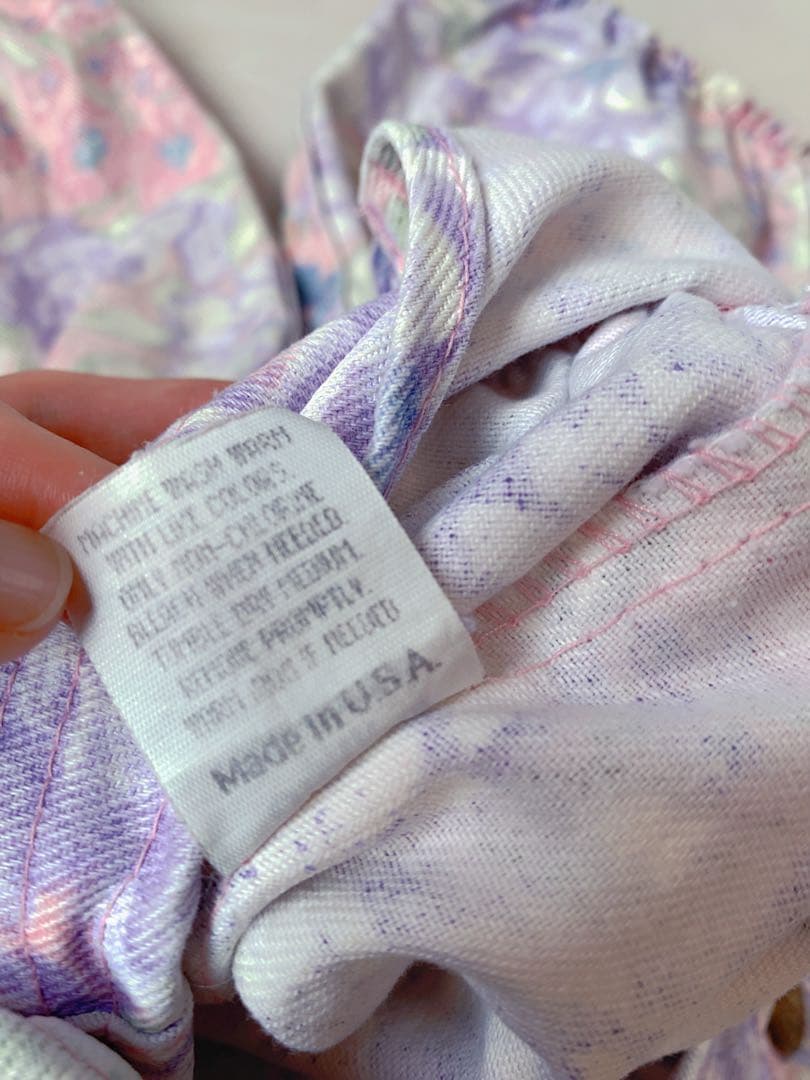 MACHINE WASH WARM
WITH LIKE COLORS.
ONLY NON-CHLORINE
BLEACH WHEN NEEDED.
TUMBLE DRY MEDIUM.
REMOVE PROMPTLY.
WARM IRON IF NEEDED
Made in U.S.A.